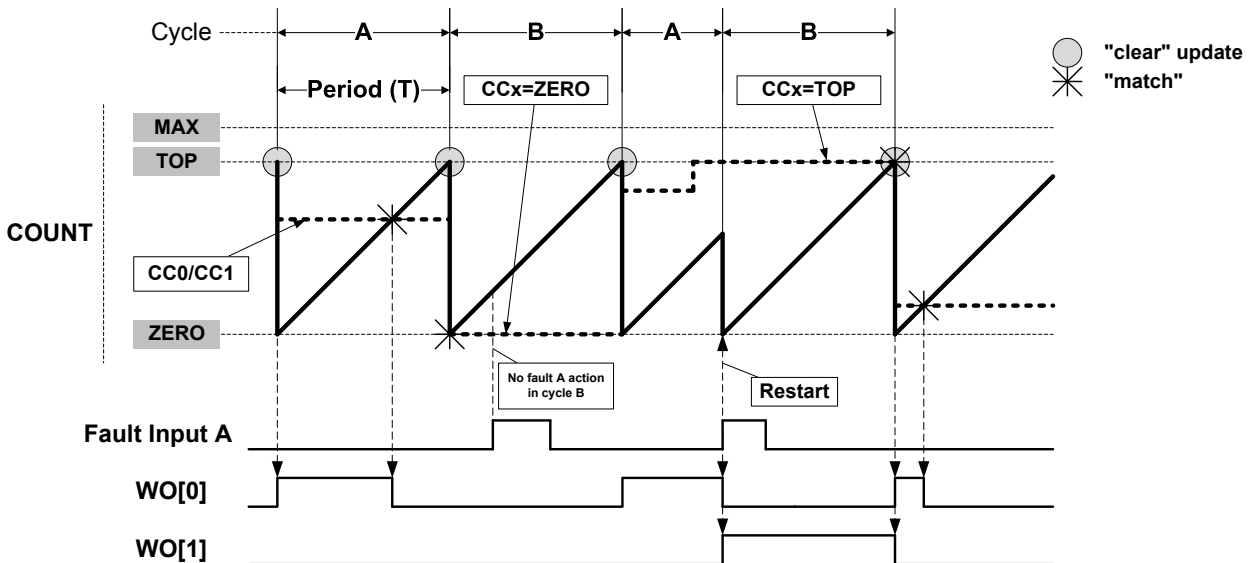 Cycle
A
B
A
B
"clear" update
"match"
Period (T)
CCx=ZERO
CCx=TOP
MAX
TOP
COUNT
CC0/CC1
ZERO
No fault A action
in cycle B
Restart
Fault Input A
WO[0]
WO[1]